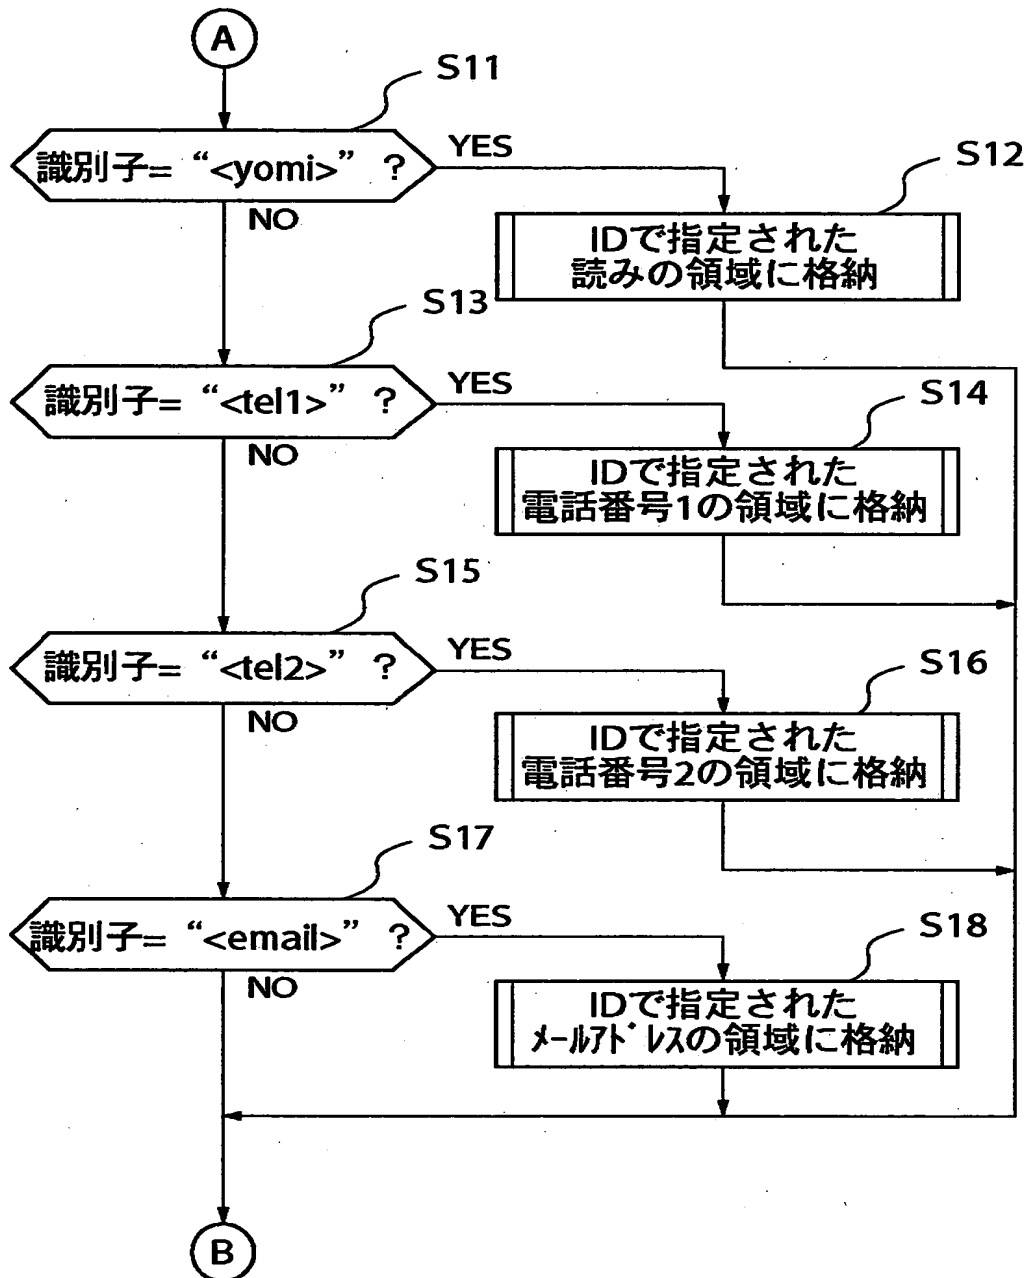 A
S11
識別子= “<yomi>” ?
YES
NO
S12
IDで指定された
読みの領域に格納
S13
識別子= “<tel1>” ?
YES
NO
S14
IDで指定された
電話番号1の領域に格納
S15
識別子= “<tel2>” ?
YES
NO
S16
IDで指定された
電話番号2の領域に格納
S17
識別子= “<email>” ?
YES
NO
S18
IDで指定された
メールアドレスの領域に格納
B